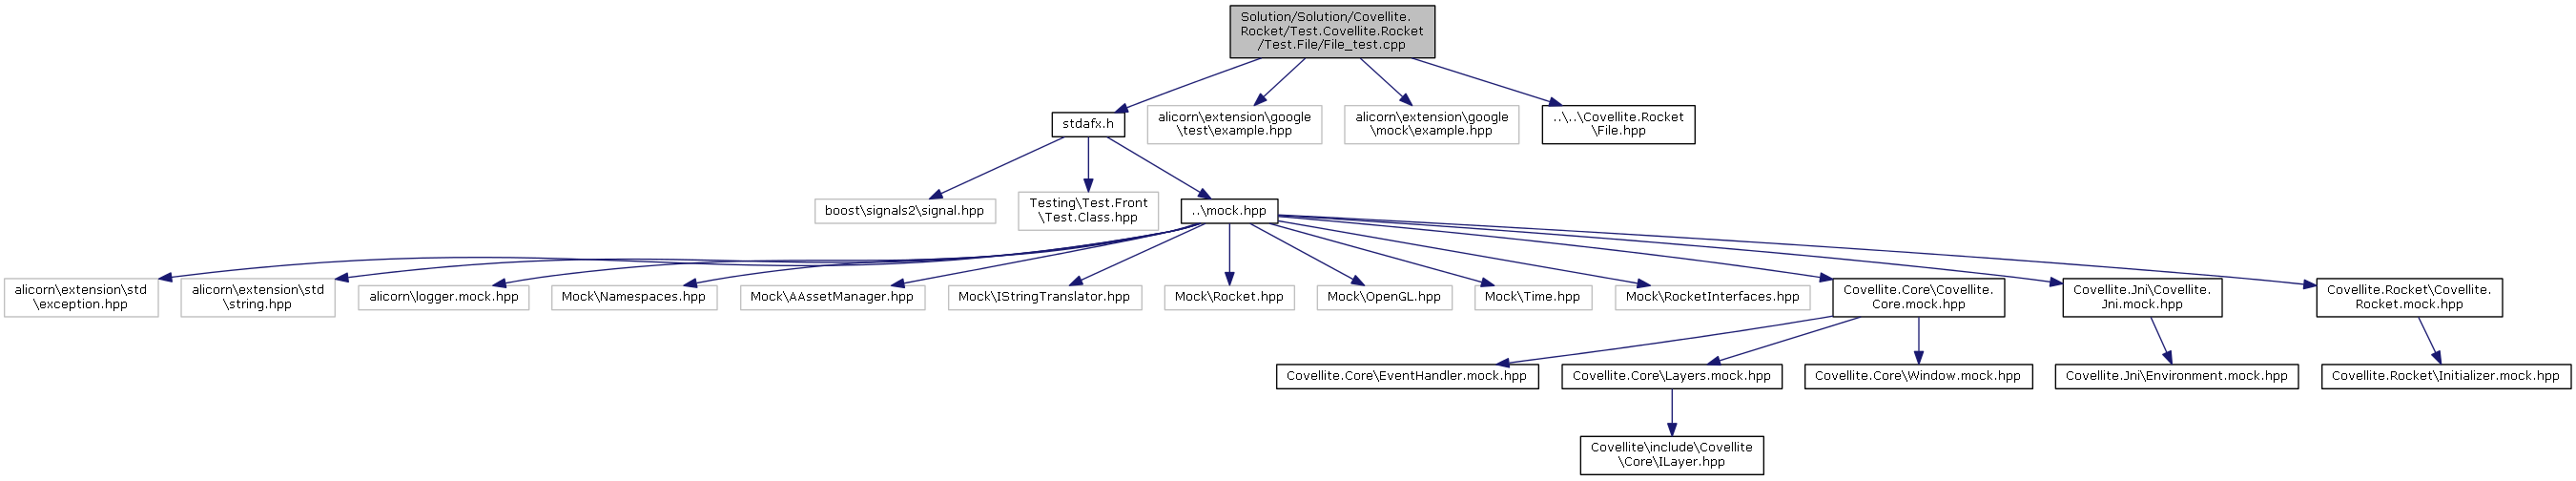 Solution/Solution/Covellite.
Rocket/Test.Covellite.Rocket
/Test.File/File_test.cpp
stdafx.h
alicorn\extension\google
\test\example.hpp
alicorn\extension\google
\mock\example.hpp
..\..\Covellite.Rocket
\File.hpp
boost\signals2\signal.hpp
Testing\Test.Front
\Test.Class.hpp
..\mock.hpp
alicorn\extension\std
\exception.hpp
alicorn\extension\std
\string.hpp
alicorn\logger.mock.hpp
Mock\Namespaces.hpp
Mock\AAssetManager.hpp
Mock\IStringTranslator.hpp
Mock\Rocket.hpp
Mock\OpenGL.hpp
Mock\Time.hpp
Mock\RocketInterfaces.hpp
Covellite.Core\Covellite.
Core.mock.hpp
Covellite.Jni\Covellite.
Jni.mock.hpp
Covellite.Rocket\Covellite.
Rocket.mock.hpp
Covellite.Core\EventHandler.mock.hpp
Covellite.Core\Layers.mock.hpp
Covellite.Core\Window.mock.hpp
Covellite.Jni\Environment.mock.hpp
Covellite.Rocket\Initializer.mock.hpp
Covellite\include\Covellite
\Core\ILayer.hpp